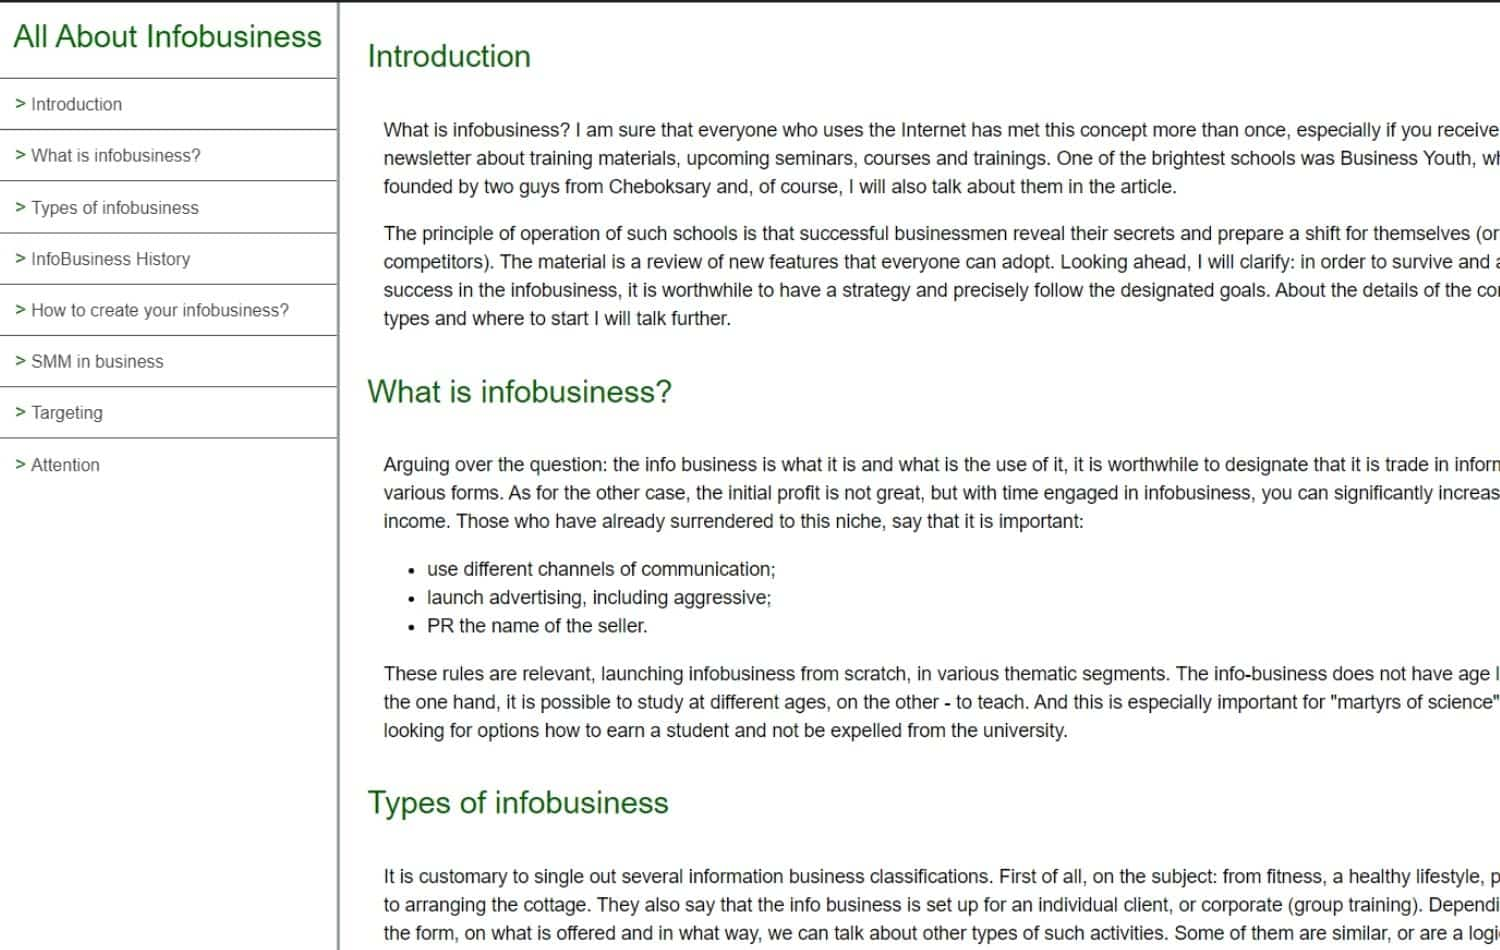 All About Infobusiness
> Introduction
> What is infobusiness?
> Types of infobusiness
> InfoBusiness History
> How to create your infobusiness?
> SMM in business
> Targeting
> Attention
Introduction
What is infobusiness? I am sure that everyone who uses the Internet has met this concept more than once, especially if you receive
newsletter about training materials, upcoming seminars, courses and trainings. One of the brightest schools was Business Youth,
founded by two guys from Cheboksary and, of course, I will also talk about them in the article.
The principle of operation of such schools is that successful businessmen reveal their secrets and prepare a shift for themselves (or
competitors). The material is a review of new features that everyone can adopt. Looking ahead, I will clarify: in order to survive and
success in the infobusiness, it is worthwhile to have a strategy and precisely follow the designated goals. About the details of the
types and where to start I will talk further.
What is infobusiness?
Arguing over the question: the info business is what it is and what is the use of it, it is worthwhile to designate that it is trade in
various forms. As for the other case, the initial profit is not great, but with time engaged in infobusiness, you can significantly
income. Those who have already surrendered to this niche, say that it is important:
• use different channels of communication;
• launch advertising, including aggressive;
• PR the name of the seller.
These rules are relevant, launching infobusiness from scratch, in various thematic segments. The info-business does not have age
the one hand, it is possible to study at different ages, on the other - to teach. And this is especially important for "martyrs of science"
looking for options how to earn a student and not be expelled from the university.
Types of infobusiness
It is customary to single out several information business classifications. First of all, on the subject: from fitness, a healthy lifestyle,
to arranging the cottage. They also say that the info business is set up for an individual client, or corporate (group training).
the form, on what is offered and in what way, we can talk about other types of such activities. Some of them are similar, or are a